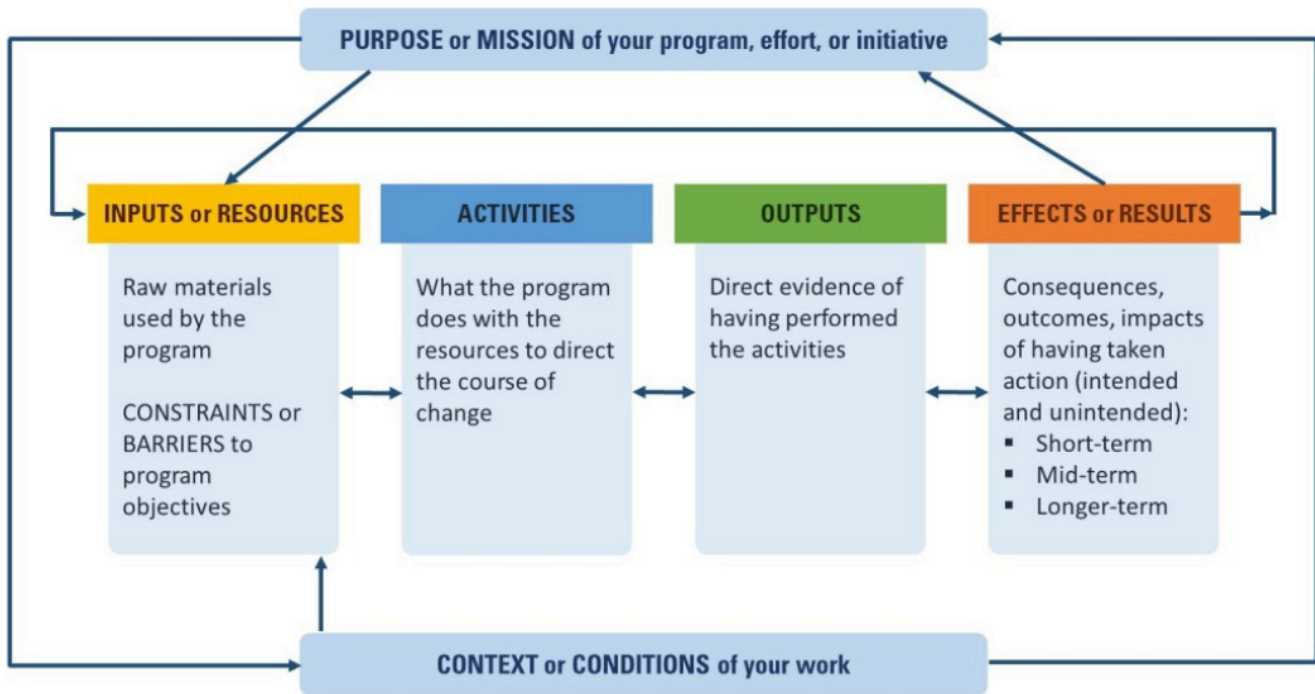 PURPOSE or MISSION of your program, effort, or initiative
INPUTS or RESOURCES
Raw materials
used by the
program
CONSTRAINTS or
BARRIERS to
program
objectives
ACTIVITIES
What the program
does with the
resources to direct
the course of
change
OUTPUTS
Direct evidence of
having performed
the activities
EFFECTS or RESULTS
Consequences,
outcomes, impacts
of having taken
action (intended
and unintended):
▪ Short-term
▪ Mid-term
▪ Longer-term
CONTEXT or CONDITIONS of your work